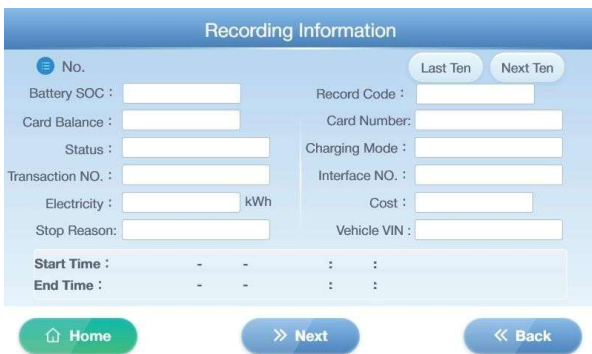 Recording Information
No.
Last Ten Next Ten
Battery SOC : Record Code :
Card Balance : Card Number:
Status : Charging Mode :
Transaction NO. : Interface NO. :
Electricity : kWh Cost :
Stop Reason: Vehicle VIN :
Start Time : - - : :
End Time : - - : :
Home Next Back